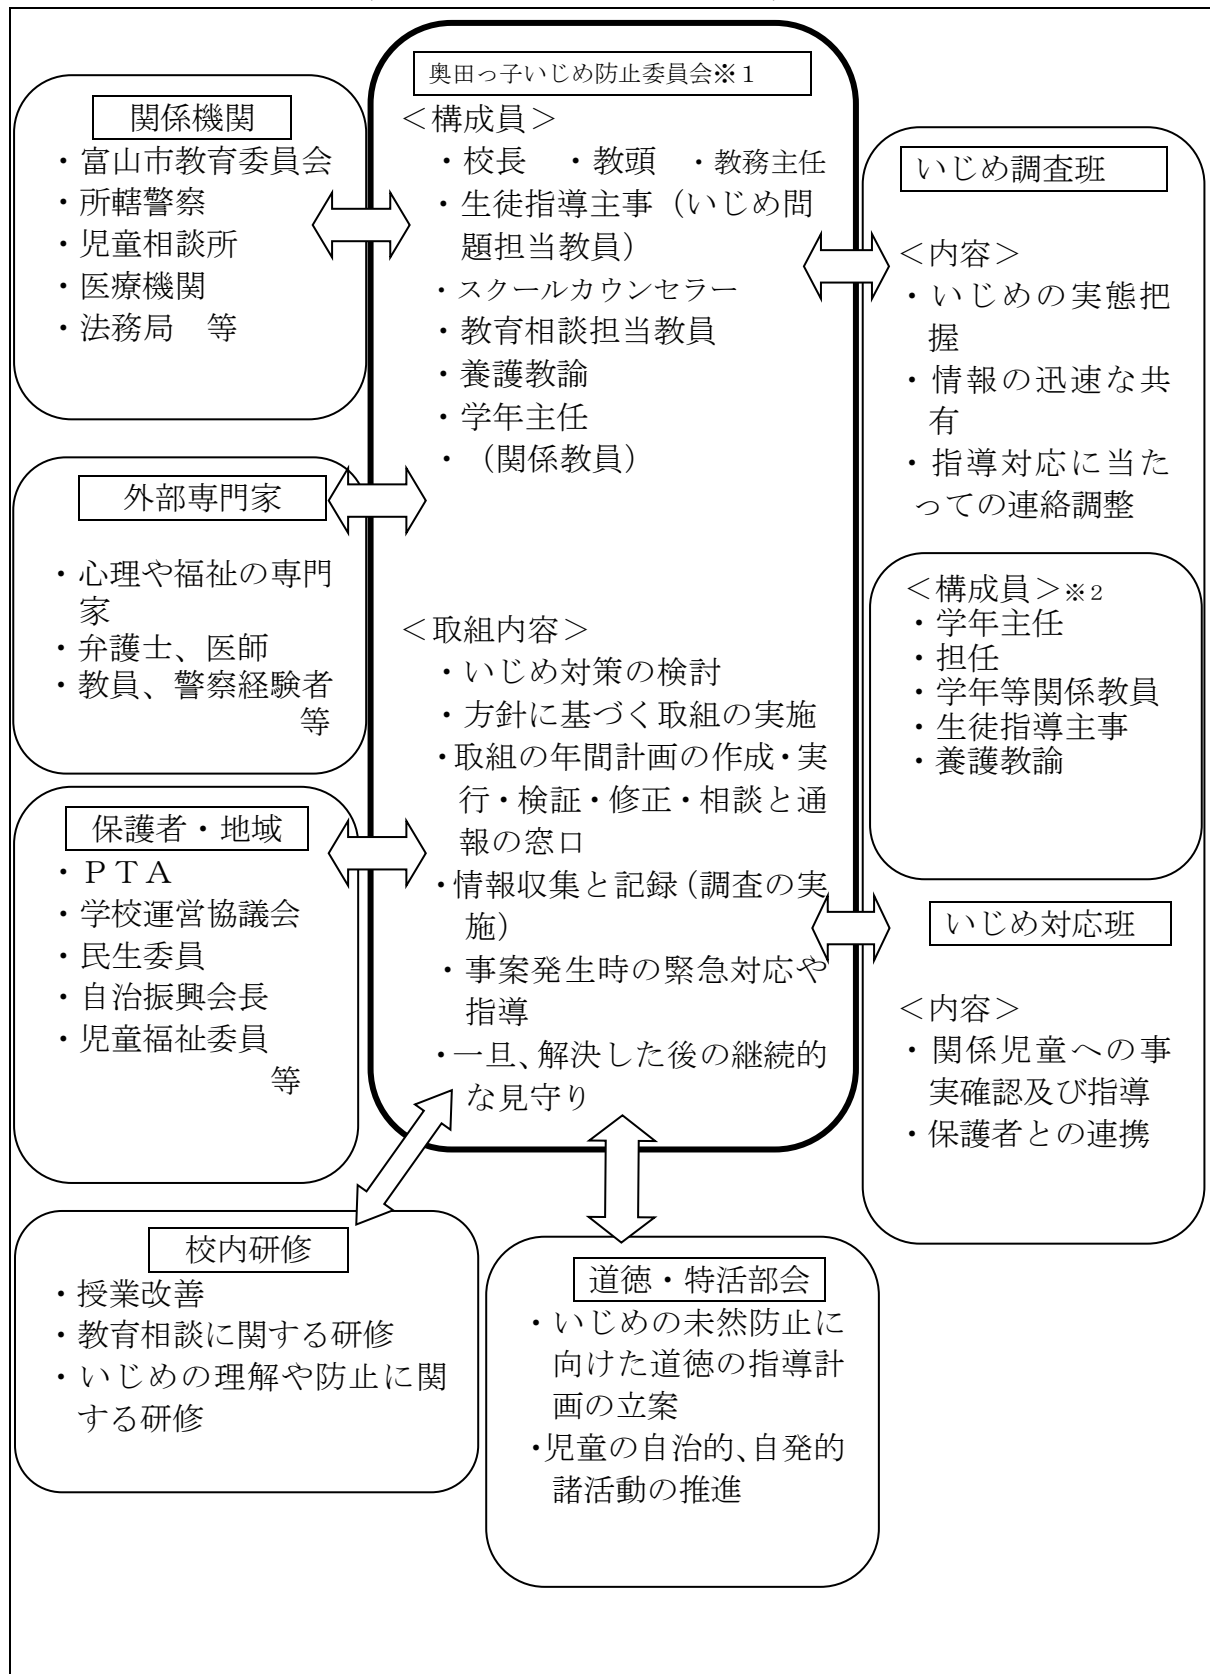 奥田っ子いじめ防止委員会※1
＜構成員＞
・校長　・教頭　・教務主任
・生徒指導主事（いじめ問
題担当教員）
・スクールカウンセラー
・教育相談担当教員
・養護教諭
・学年主任
・（関係教員）
＜取組内容＞
・いじめ対策の検討
・方針に基づく取組の実施
・取組の年間計画の作成・実
行・検証・修正・相談と通
報の窓口
・情報収集と記録（調査の実
施）
・事案発生時の緊急対応や
指導
・一旦、解決した後の継続的
な見守り
関係機関
・富山市教育委員会
・所轄警察
・児童相談所
・医療機関
・法務局　等
外部専門家
・心理や福祉の専門
家
・弁護士、医師
・教員、警察経験者
等
保護者・地域
・ＰＴＡ
・学校運営協議会
・民生委員
・自治振興会長
・児童福祉委員
等
いじめ調査班
＜内容＞
・いじめの実態把
握
・情報の迅速な共
有
・指導対応に当た
っての連絡調整
＜構成員＞※2
・学年主任
・担任
・学年等関係教員
・生徒指導主事
・養護教諭
いじめ対応班
＜内容＞
・関係児童への事
実確認及び指導
・保護者との連携
校内研修
・授業改善
・教育相談に関する研修
・いじめの理解や防止に関
する研修
道徳・特活部会
・いじめの未然防止に
向けた道徳の指導計
画の立案
・児童の自治的、自発的
諸活動の推進